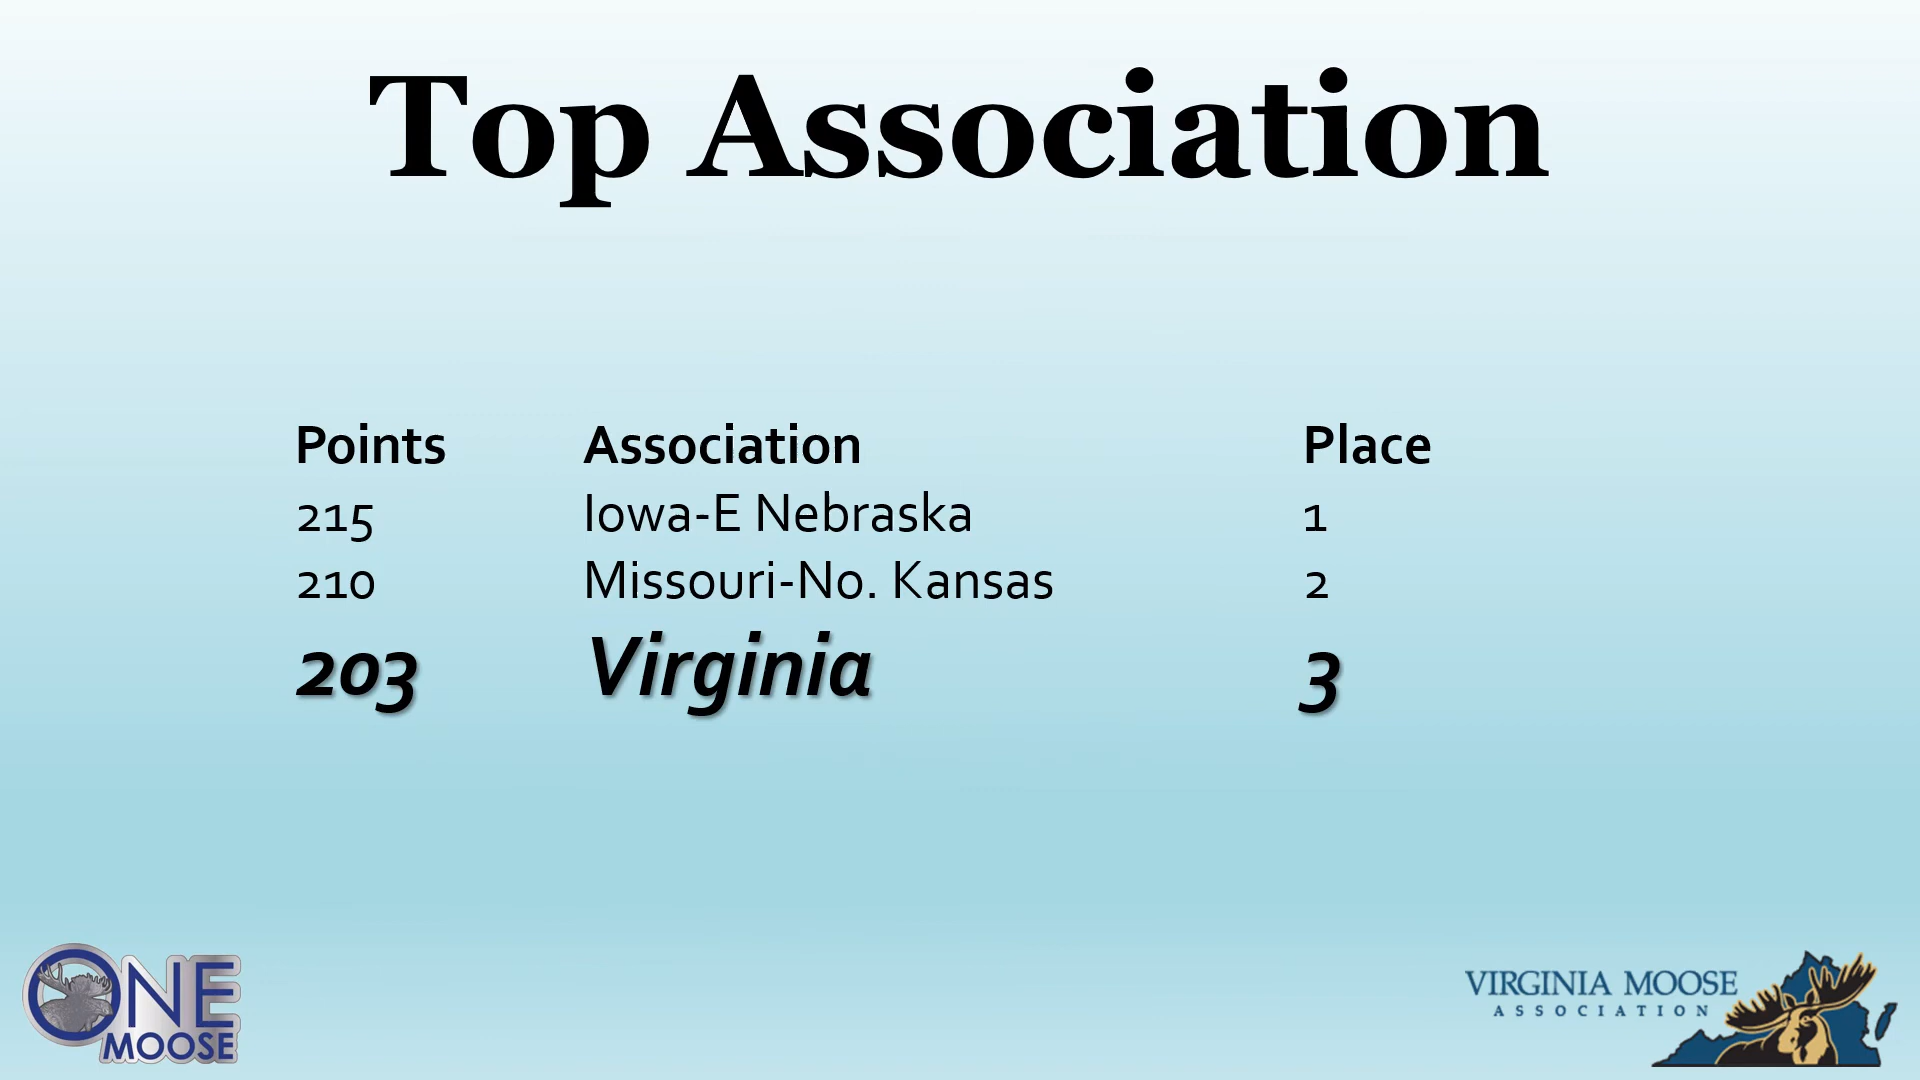 Top Association
Points Association Place
215 Iowa-E Nebraska 1
210 Missouri-No. Kansas 2
203 Virginia 3
ONE
MOOSE
VIRGINIA MOOSE
ASSOCIATION